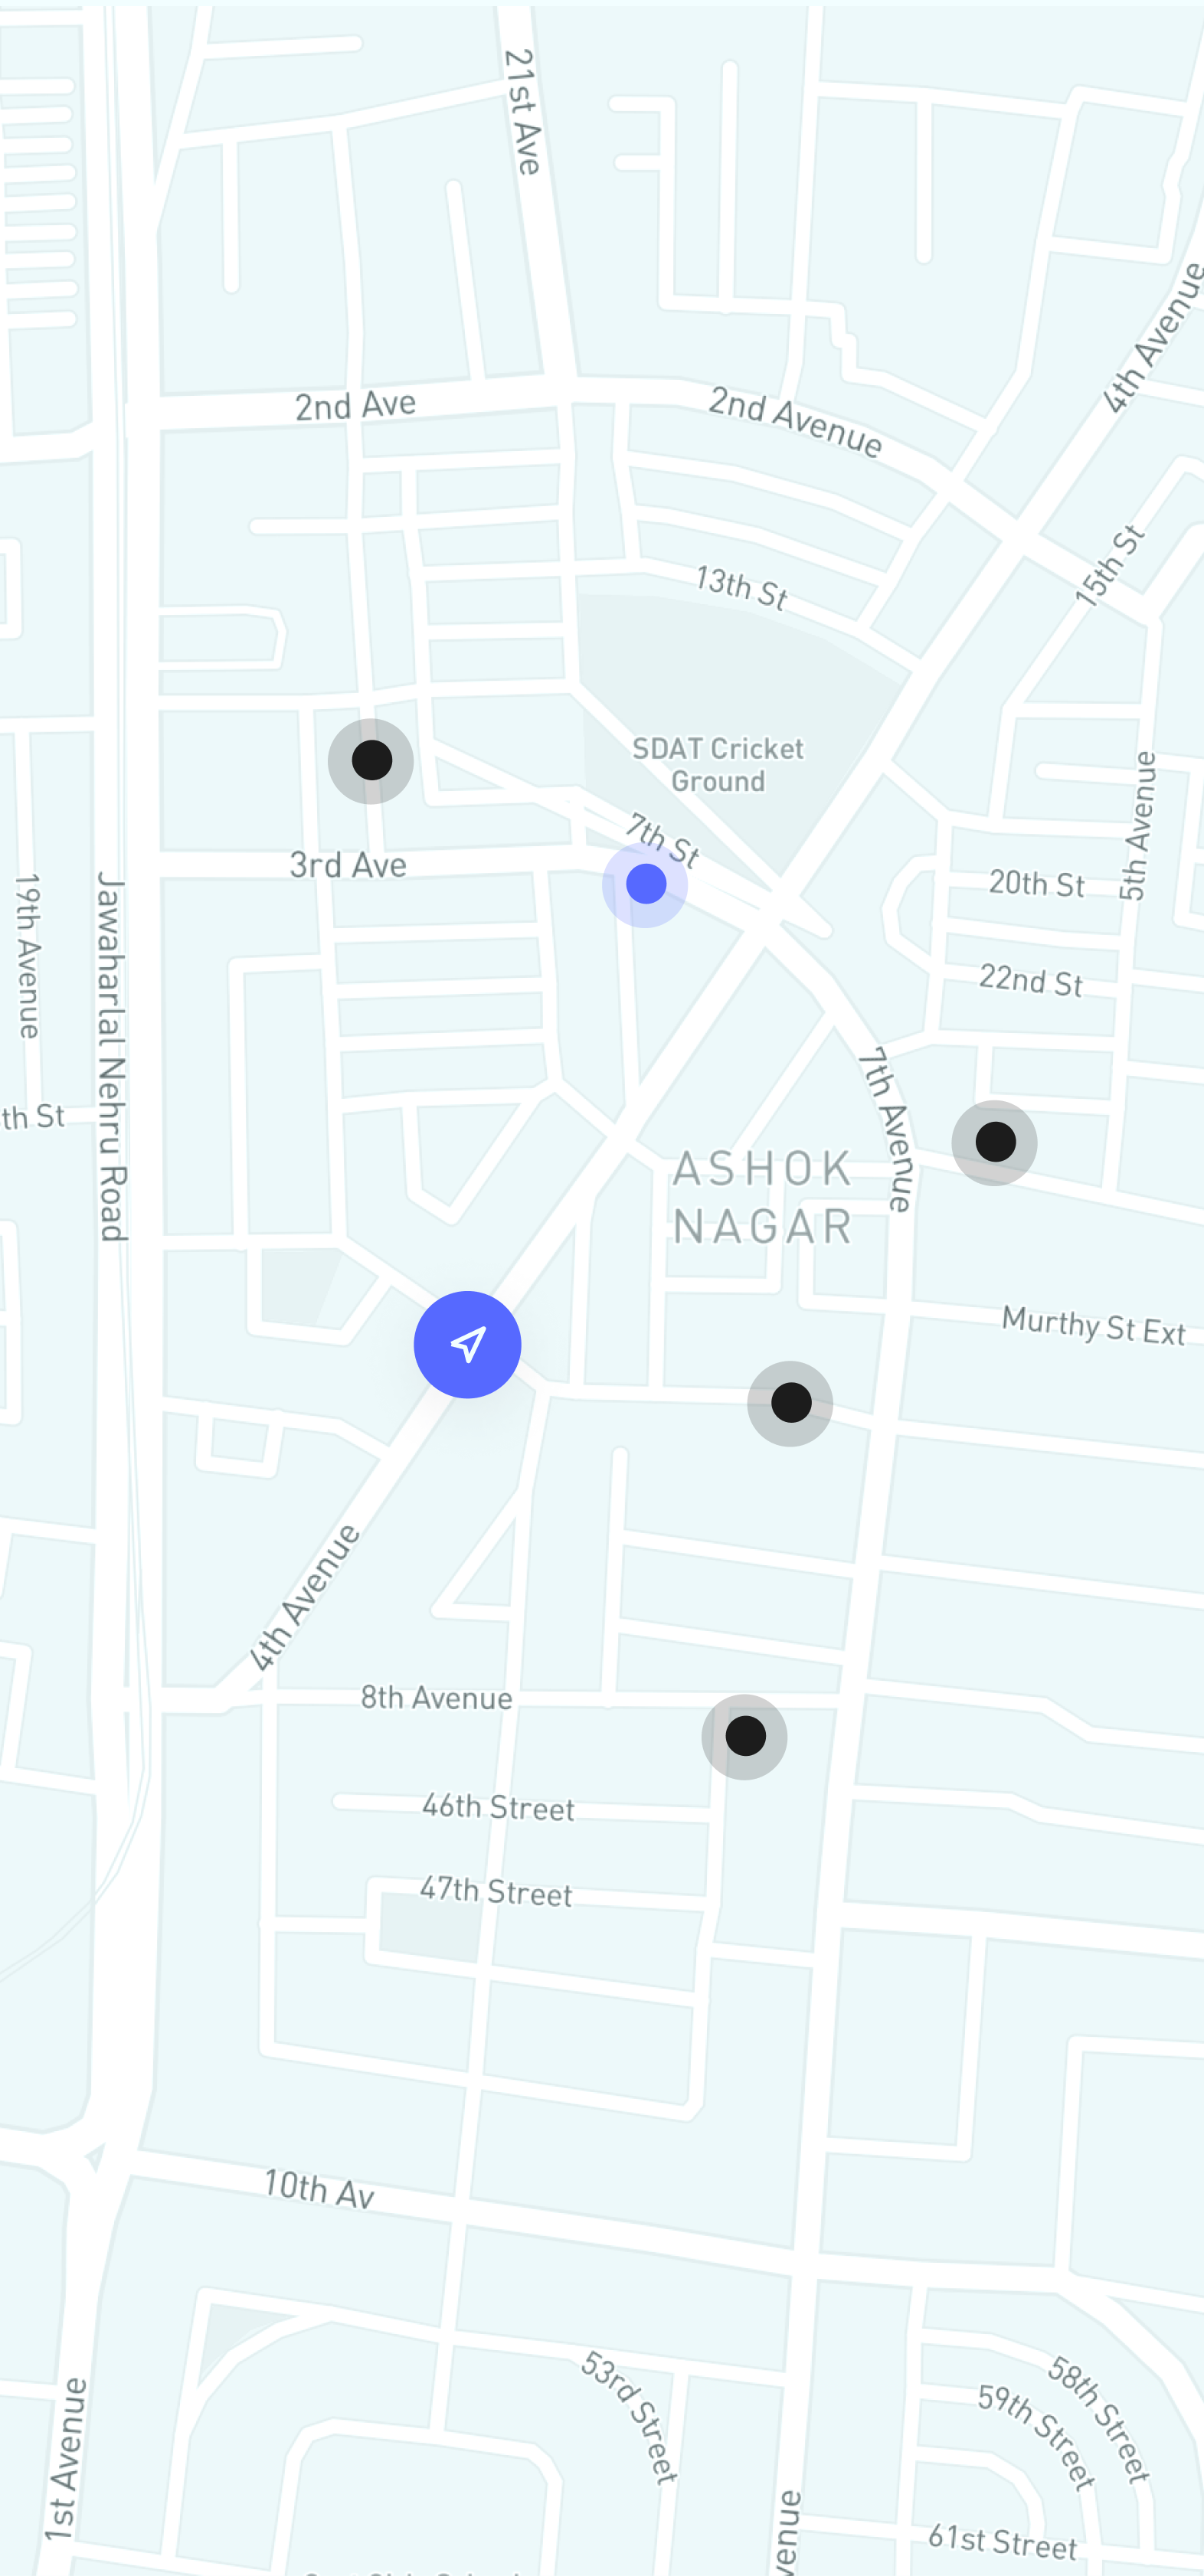 21st Ave
4th Avenue
2nd Ave
2nd Avenue
15th St
13th St
SDAT Cricket
Ground
5th Avenue
7th St
3rd Ave
20th St
19th Avenue
Jawaharlal Nehru Road
22nd St
7th Avenue
th St
ASHOK
NAGAR
Murthy St Ext
4th Avenue
8th Avenue
46th Street
47th Street
10th Av
53rd Street
58th Street
59th Street
1st Avenue
venue
61st Street